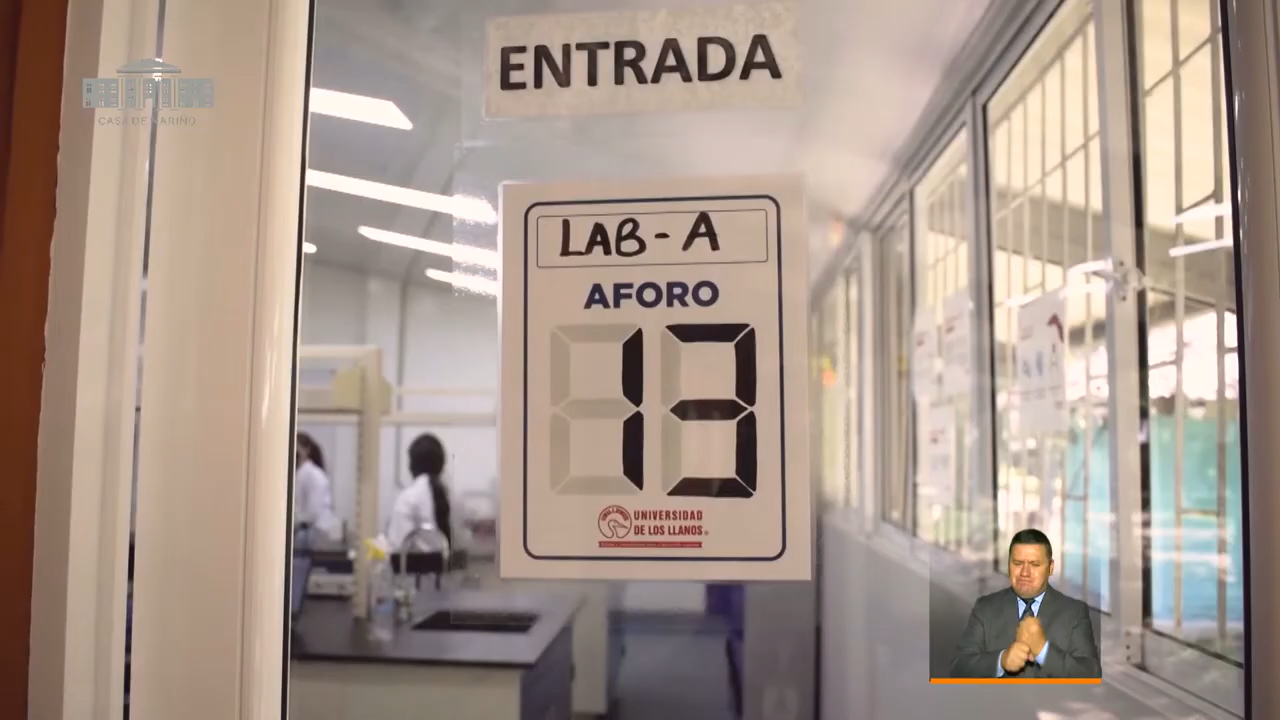 ENTRADA
CASA DE NARIÑO
LAB-A
AFORO
13
UNIVERSIDAD
DE LOS LLANOS